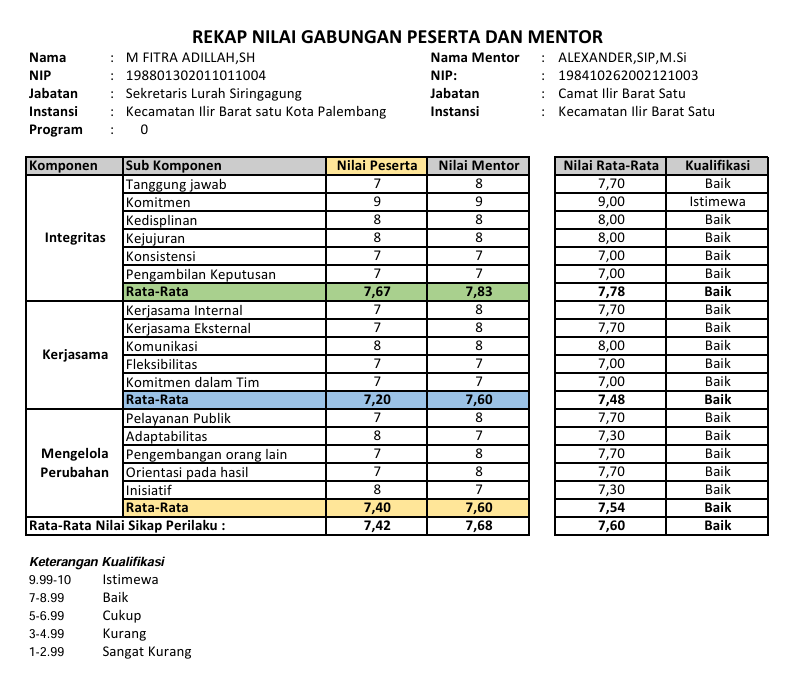 REKAP NILAI GABUNGAN PESERTA DAN MENTOR
Nama : M FITRA ADILLAH,SH Nama Mentor : ALEXANDER,SIP,M.Si
NIP : 198801302011011004 NIP: : 198410262002121003
Jabatan : Sekretaris Lurah Siringagung Jabatan : Camat Ilir Barat Satu
Instansi : Kecamatan Ilir Barat satu Kota Palembang Instansi : Kecamatan Ilir Barat Satu
Program : 0
Komponen Sub Komponen Nilai Peserta Nilai Mentor Nilai Rata-Rata Kualifikasi
Tanggung jawab 7 8 7,70 Baik
Komitmen 9 9 9,00 Istimewa
Kedisplinan 8 8 8,00 Baik
Integritas Kejujuran 8 8 8,00 Baik
Konsistensi 7 7 7,00 Baik
Pengambilan Keputusan 7 7 7,00 Baik
Rata-Rata 7,67 7,83 7,78 Baik
Kerjasama Internal 7 8 7,70 Baik
Kerjasama Eksternal 7 8 7,70 Baik
Kerjasama Komunikasi 8 8 8,00 Baik
Fleksibilitas 7 7 7,00 Baik
Komitmen dalam Tim 7 7 7,00 Baik
Rata-Rata 7,20 7,60 7,48 Baik
Pelayanan Publik 7 8 7,70 Baik
Adaptabilitas 8 7 7,30 Baik
Mengelola Pengembangan orang lain 7 8 7,70 Baik
Perubahan Orientasi pada hasil 7 8 7,70 Baik
Inisiatif 8 7 7,30 Baik
Rata-Rata 7,40 7,60 7,54 Baik
Rata-Rata Nilai Sikap Perilaku : 7,42 7,68 7,60 Baik
Keterangan Kualifikasi
9.99-10 Istimewa
7-8.99 Baik
5-6.99 Cukup
3-4.99 Kurang
1-2.99 Sangat Kurang